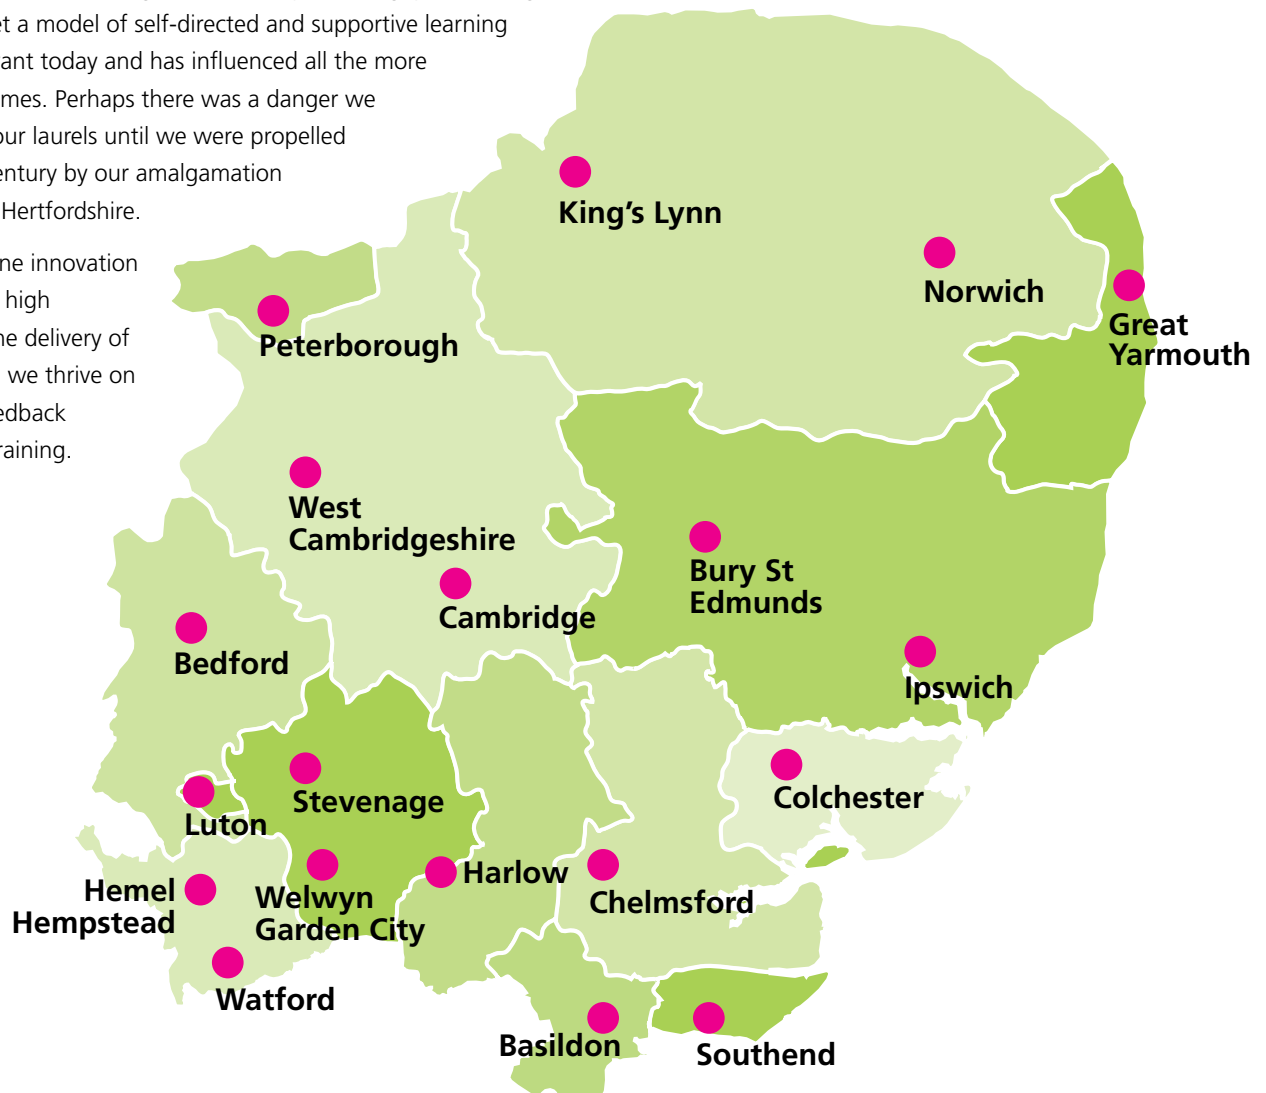 et a model of self-directed and supportive learning
ant today and has influenced all the more
mes. Perhaps there was a danger we
our laurels until we were propelled
entury by our amalgamation
Hertfordshire.
ne innovation
high
ne delivery of
we thrive on
edback
raining.
King’s Lynn
Norwich
Great
Yarmouth
Peterborough
West
Cambridgeshire
Bury St
Edmunds
Cambridge
Bedford
Ipswich
Stevenage
Colchester
Luton
Harlow
Hemel
Hempstead
Welwyn
Garden City
Chelmsford
Watford
Basildon
Southend